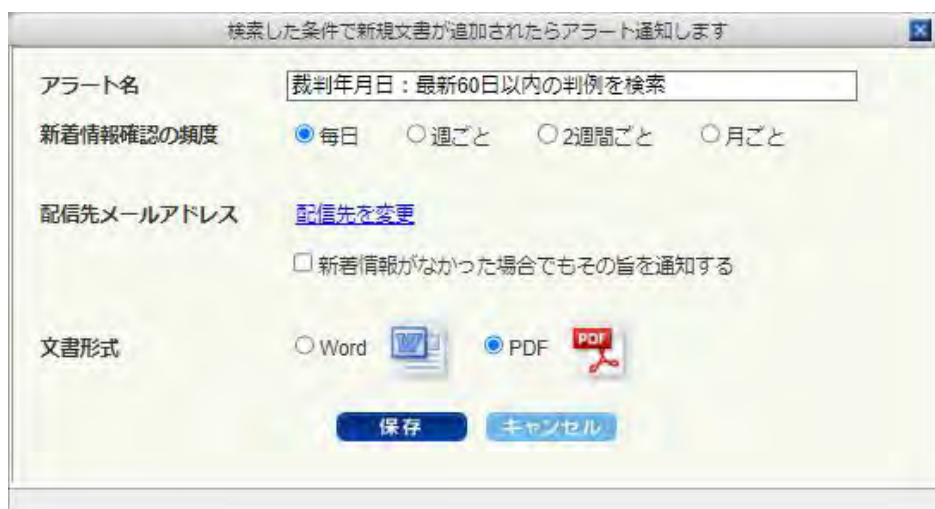 検索した条件で新規文書が追加されたらアラート通知します
アラート名 裁判年月日：最新60日以内の判例を検索
新着情報確認の頻度 毎日 週ごと 2週間ごと 月ごと
配信先メールアドレス 配信先を変更
新着情報がなかった場合でもその旨を通知する
文書形式 Word W PDF PDF
保存 キャンセル